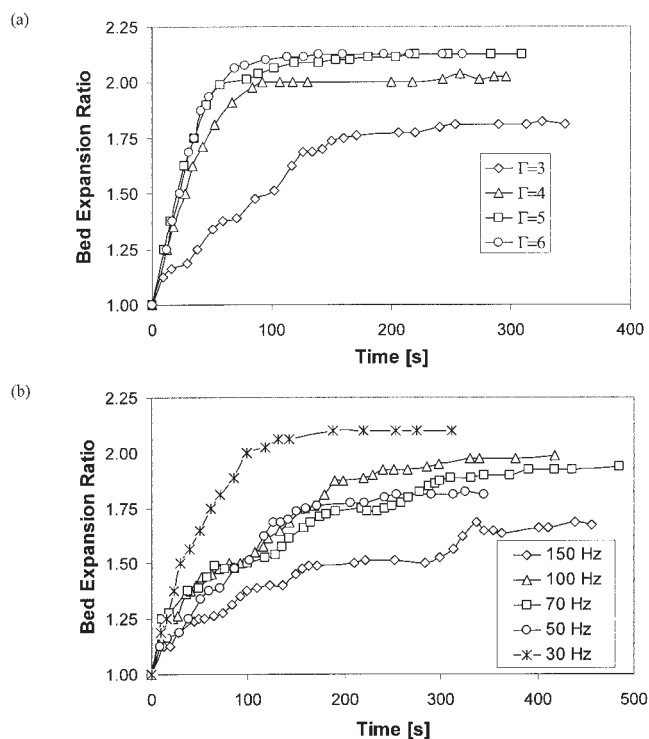 (a)
Bed Expansion Ratio
2.25
2.00
1.75
1.50
1.25
1.00
Γ=3
Γ=4
Γ=5
Γ=6
0 100 200 300 400
Time [s]
(b)
Bed Expansion Ratio
2.25
2.00
1.75
1.50
1.25
1.00
150 Hz
100 Hz
70 Hz
50 Hz
30 Hz
0 100 200 300 400 500
Time [s]